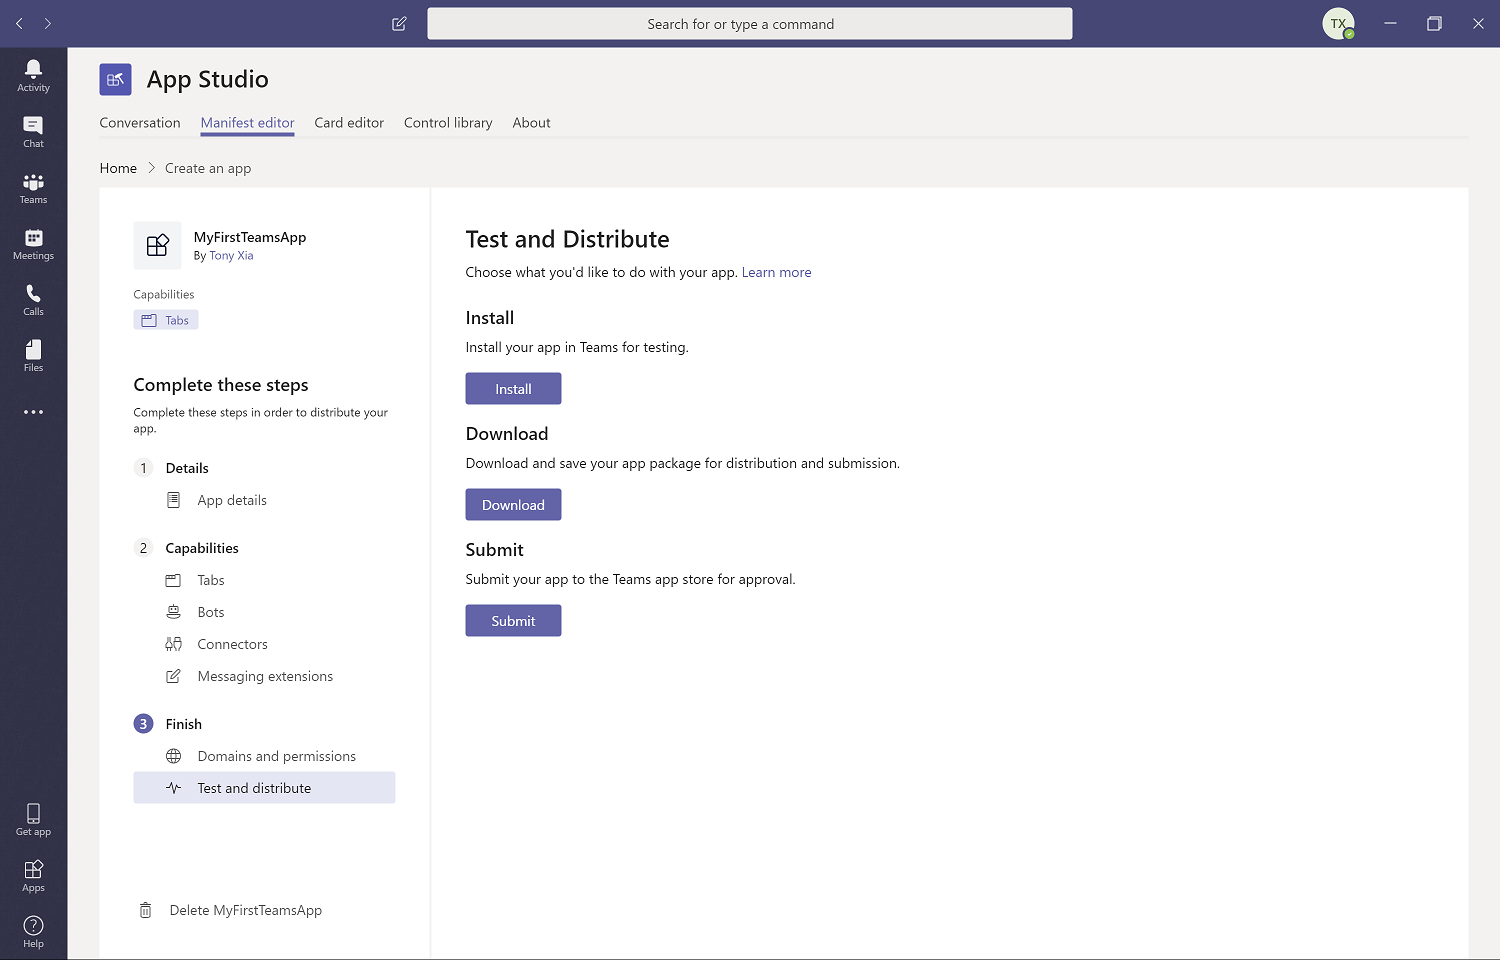 Search for or type a command
TX
Activity
Chat
Teams
Meetings
Calls
Files
Get app
Apps
Help
App Studio
Conversation
Manifest editor
Card editor
Control library
About
Home
Create an app
MyFirstTeamsApp
By Tony Xia
Capabilities
Tabs
Complete these steps
Complete these steps in order to distribute your
app.
1 Details
App details
2 Capabilities
Tabs
Bots
Connectors
Messaging extensions
3 Finish
Domains and permissions
Test and distribute
Delete MyFirstTeamsApp
Test and Distribute
Choose what you'd like to do with your app. Learn more
Install
Install your app in Teams for testing.
Install
Download
Download and save your app package for distribution and submission.
Download
Submit
Submit your app to the Teams app store for approval.
Submit